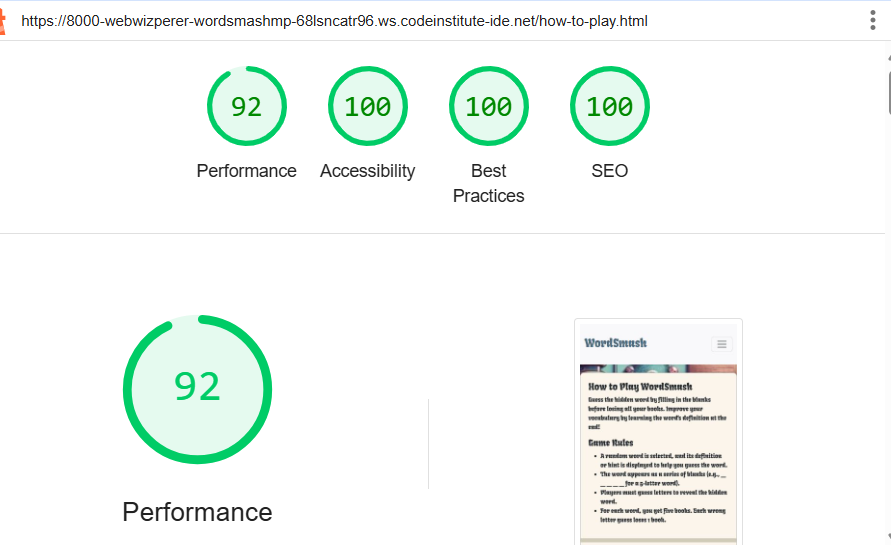 https://8000-webwizperer-wordsmashmp-68lsncatr96.ws.codeinstitute-ide.net/how-to-play.html
92
100
100
100
Performance
Accessibility
Best
Practices
SEO
92
Performance
WordSmash
How to Play WordSmash
Guess the hidden word by filling in the blanks
before losing all your books. Improve your
vocabulary by learning the word's definition at the
end!
Game Rules
• A random word is selected, and its definition
or hint is displayed to help you guess the word.
• The word appears as a series of blanks (e.g., _
_ _ _ _ for a 5-letter word).
• Players must guess letters to reveal the hidden
word.
• For each word, you get five books. Each wrong
letter guess loses 1 book.